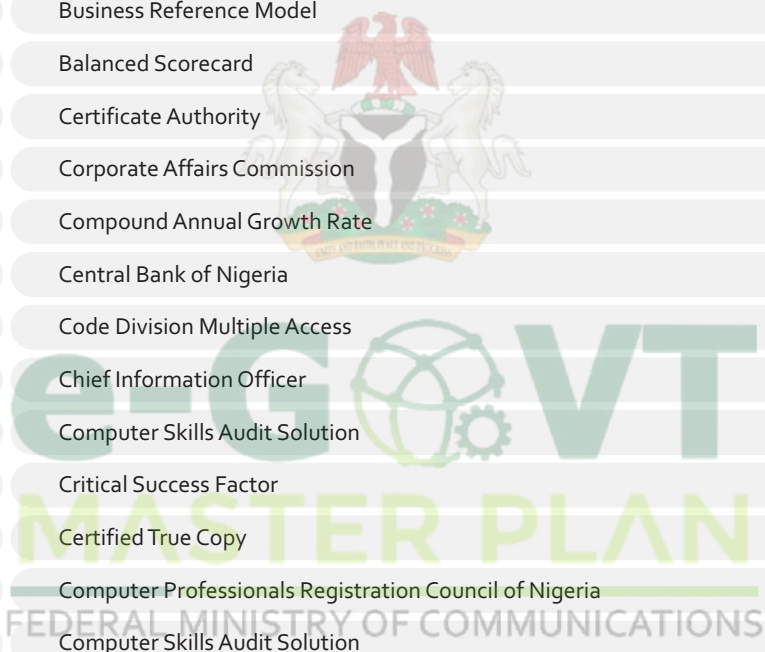 Business Reference Model
Balanced Scorecard
Certificate Authority
Corporate Affairs Commission
Compound Annual Growth Rate
Central Bank of Nigeria
Code Division Multiple Access
Chief Information Officer
e-GOVT
Computer Skills Audit Solution
Critical Success Factor
MASTER PLAN
Certified True Copy
Computer Professionals Registration Council of Nigeria
FEDERAL MINISTRY OF COMMUNICATIONS
Computer Skills Audit Solution